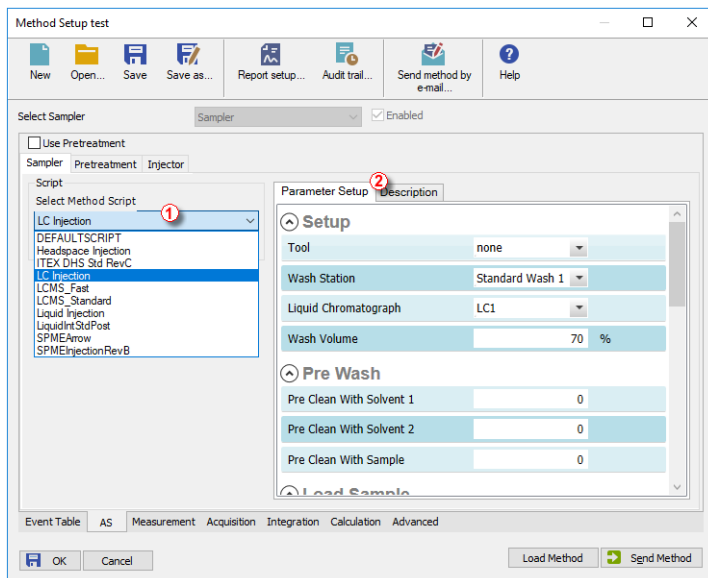 Method Setup test
New
Open...
Save
Save as...
Report setup...
Audit trail...
Send method by
e-mail...
Help
Select Sampler
Sampler
Enabled
Use Pretreatment
Sampler
Pretreatment
Injector
Script
Select Method Script
1
LC Injection
DEFAULTSCRIPT
Headspace Injection
ITEX DHS Std RevC
LC Injection
LCMS_Fast
LCMS_Standard
Liquid Injection
LiquidIntStdPost
SPMEArrow
SPMEInjectionRevB
Parameter Setup
2
Description
Setup
Tool none
Wash Station Standard Wash 1
Liquid Chromatograph LC1
Wash Volume 70 %
Pre Wash
Pre Clean With Solvent 1 0
Pre Clean With Solvent 2 0
Pre Clean With Sample 0
Load Sample
Event Table
AS
Measurement
Acquisition
Integration
Calculation
Advanced
OK
Cancel
Load Method
Send Method